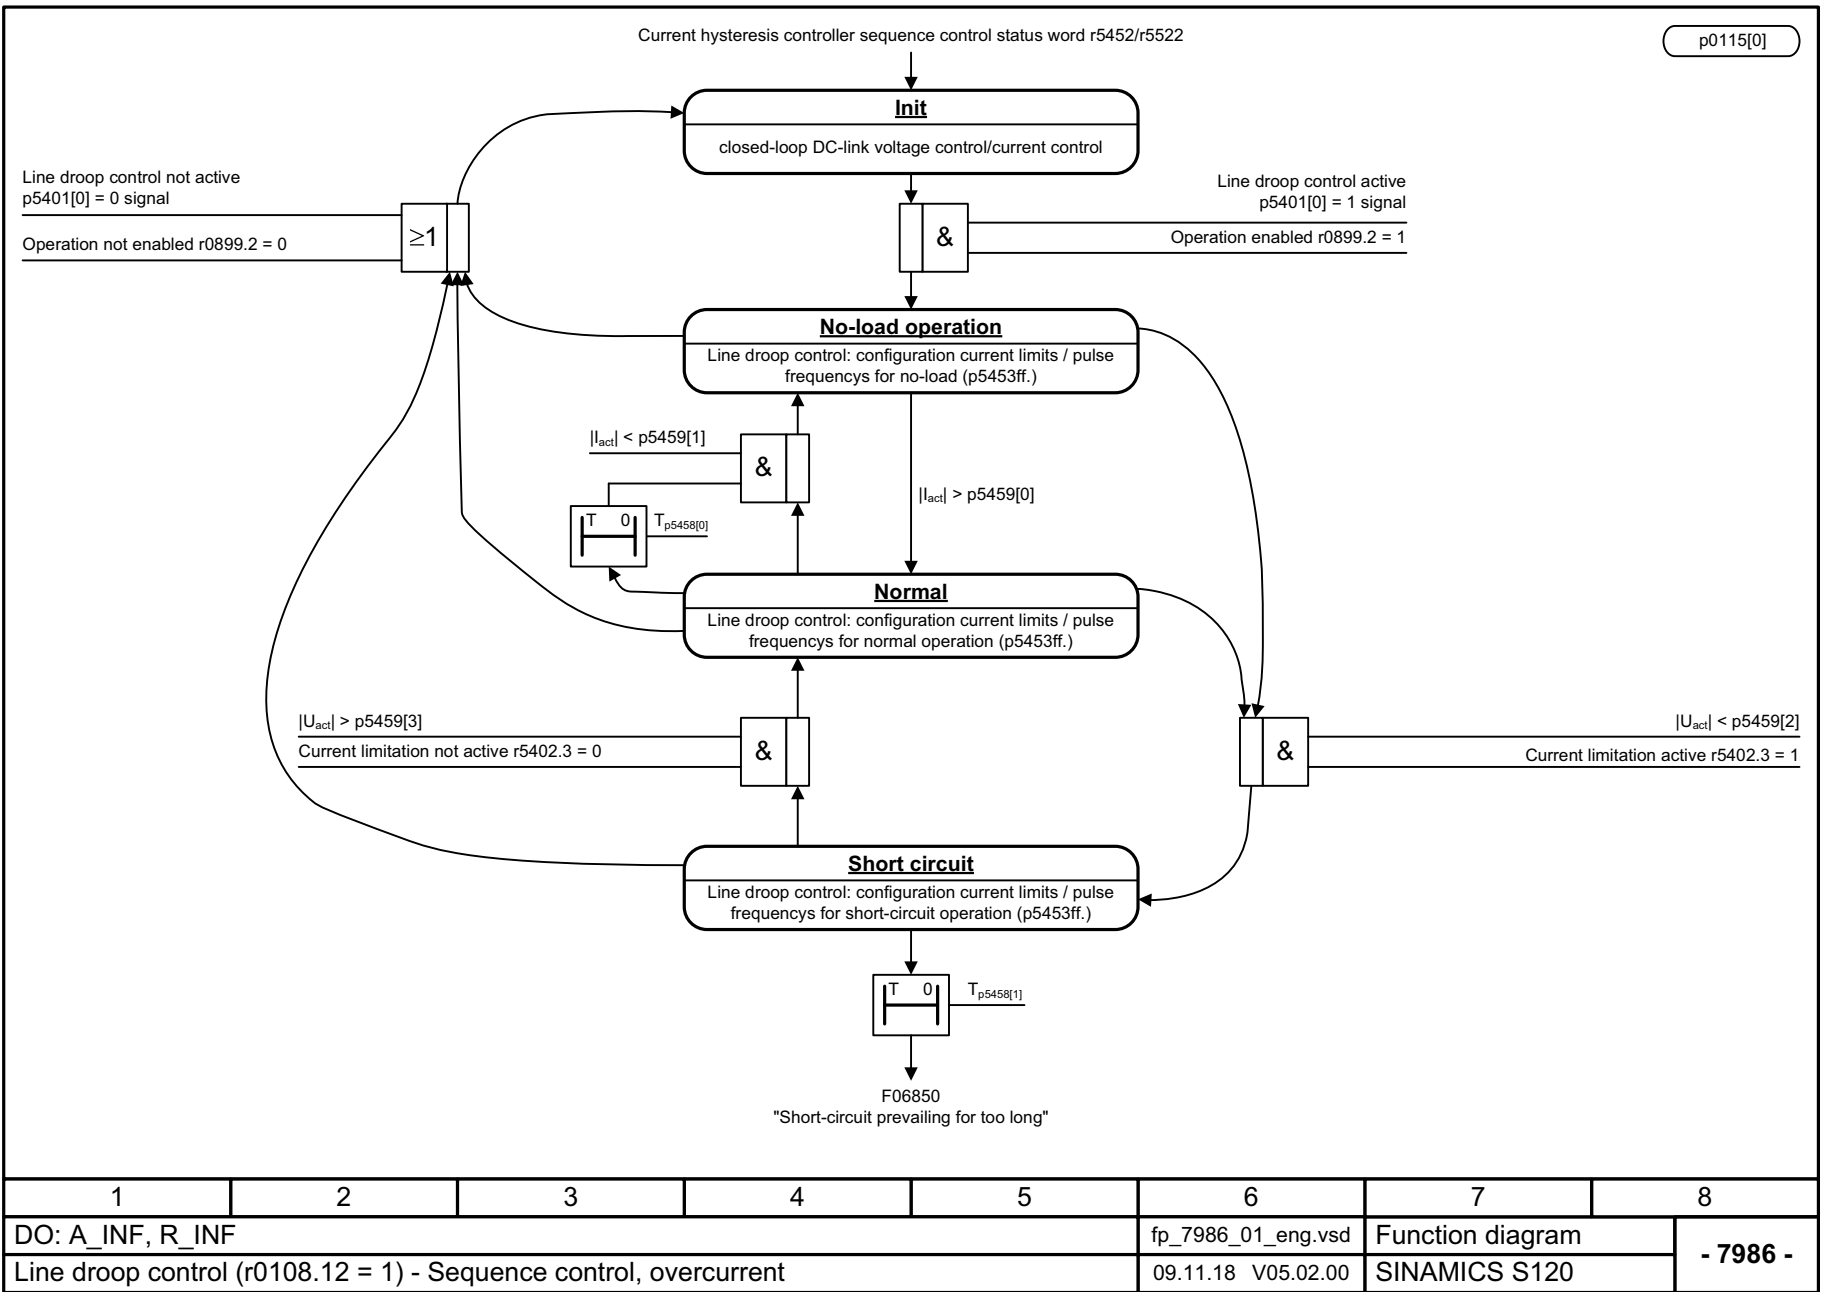 Current hysteresis controller sequence control status word r5452/r5522
p0115[0]
Init
closed-loop DC-link voltage control/current control
Line droop control not active
p5401[0] = 0 signal
Operation not enabled r0899.2 = 0
≥1
Line droop control active
p5401[0] = 1 signal
&
Operation enabled r0899.2 = 1
No-load operation
Line droop control: configuration current limits / pulse
frequencys for no-load (p5453ff.)
|Iact| < p5459[1]
&
|Iact| > p5459[0]
T 0
Tp5458[0]
Normal
Line droop control: configuration current limits / pulse
frequencys for normal operation (p5453ff.)
|Uact| > p5459[3]
Current limitation not active r5402.3 = 0
&
|Uact| < p5459[2]
&
Current limitation active r5402.3 = 1
Short circuit
Line droop control: configuration current limits / pulse
frequencys for short-circuit operation (p5453ff.)
T 0
Tp5458[1]
F06850
"Short-circuit prevailing for too long"
1 2 3 4 5 6 7 8
DO: A_INF, R_INF
fp_7986_01_eng.vsd
Function diagram
- 7986 -
Line droop control (r0108.12 = 1) - Sequence control, overcurrent
09.11.18 V05.02.00
SINAMICS S120